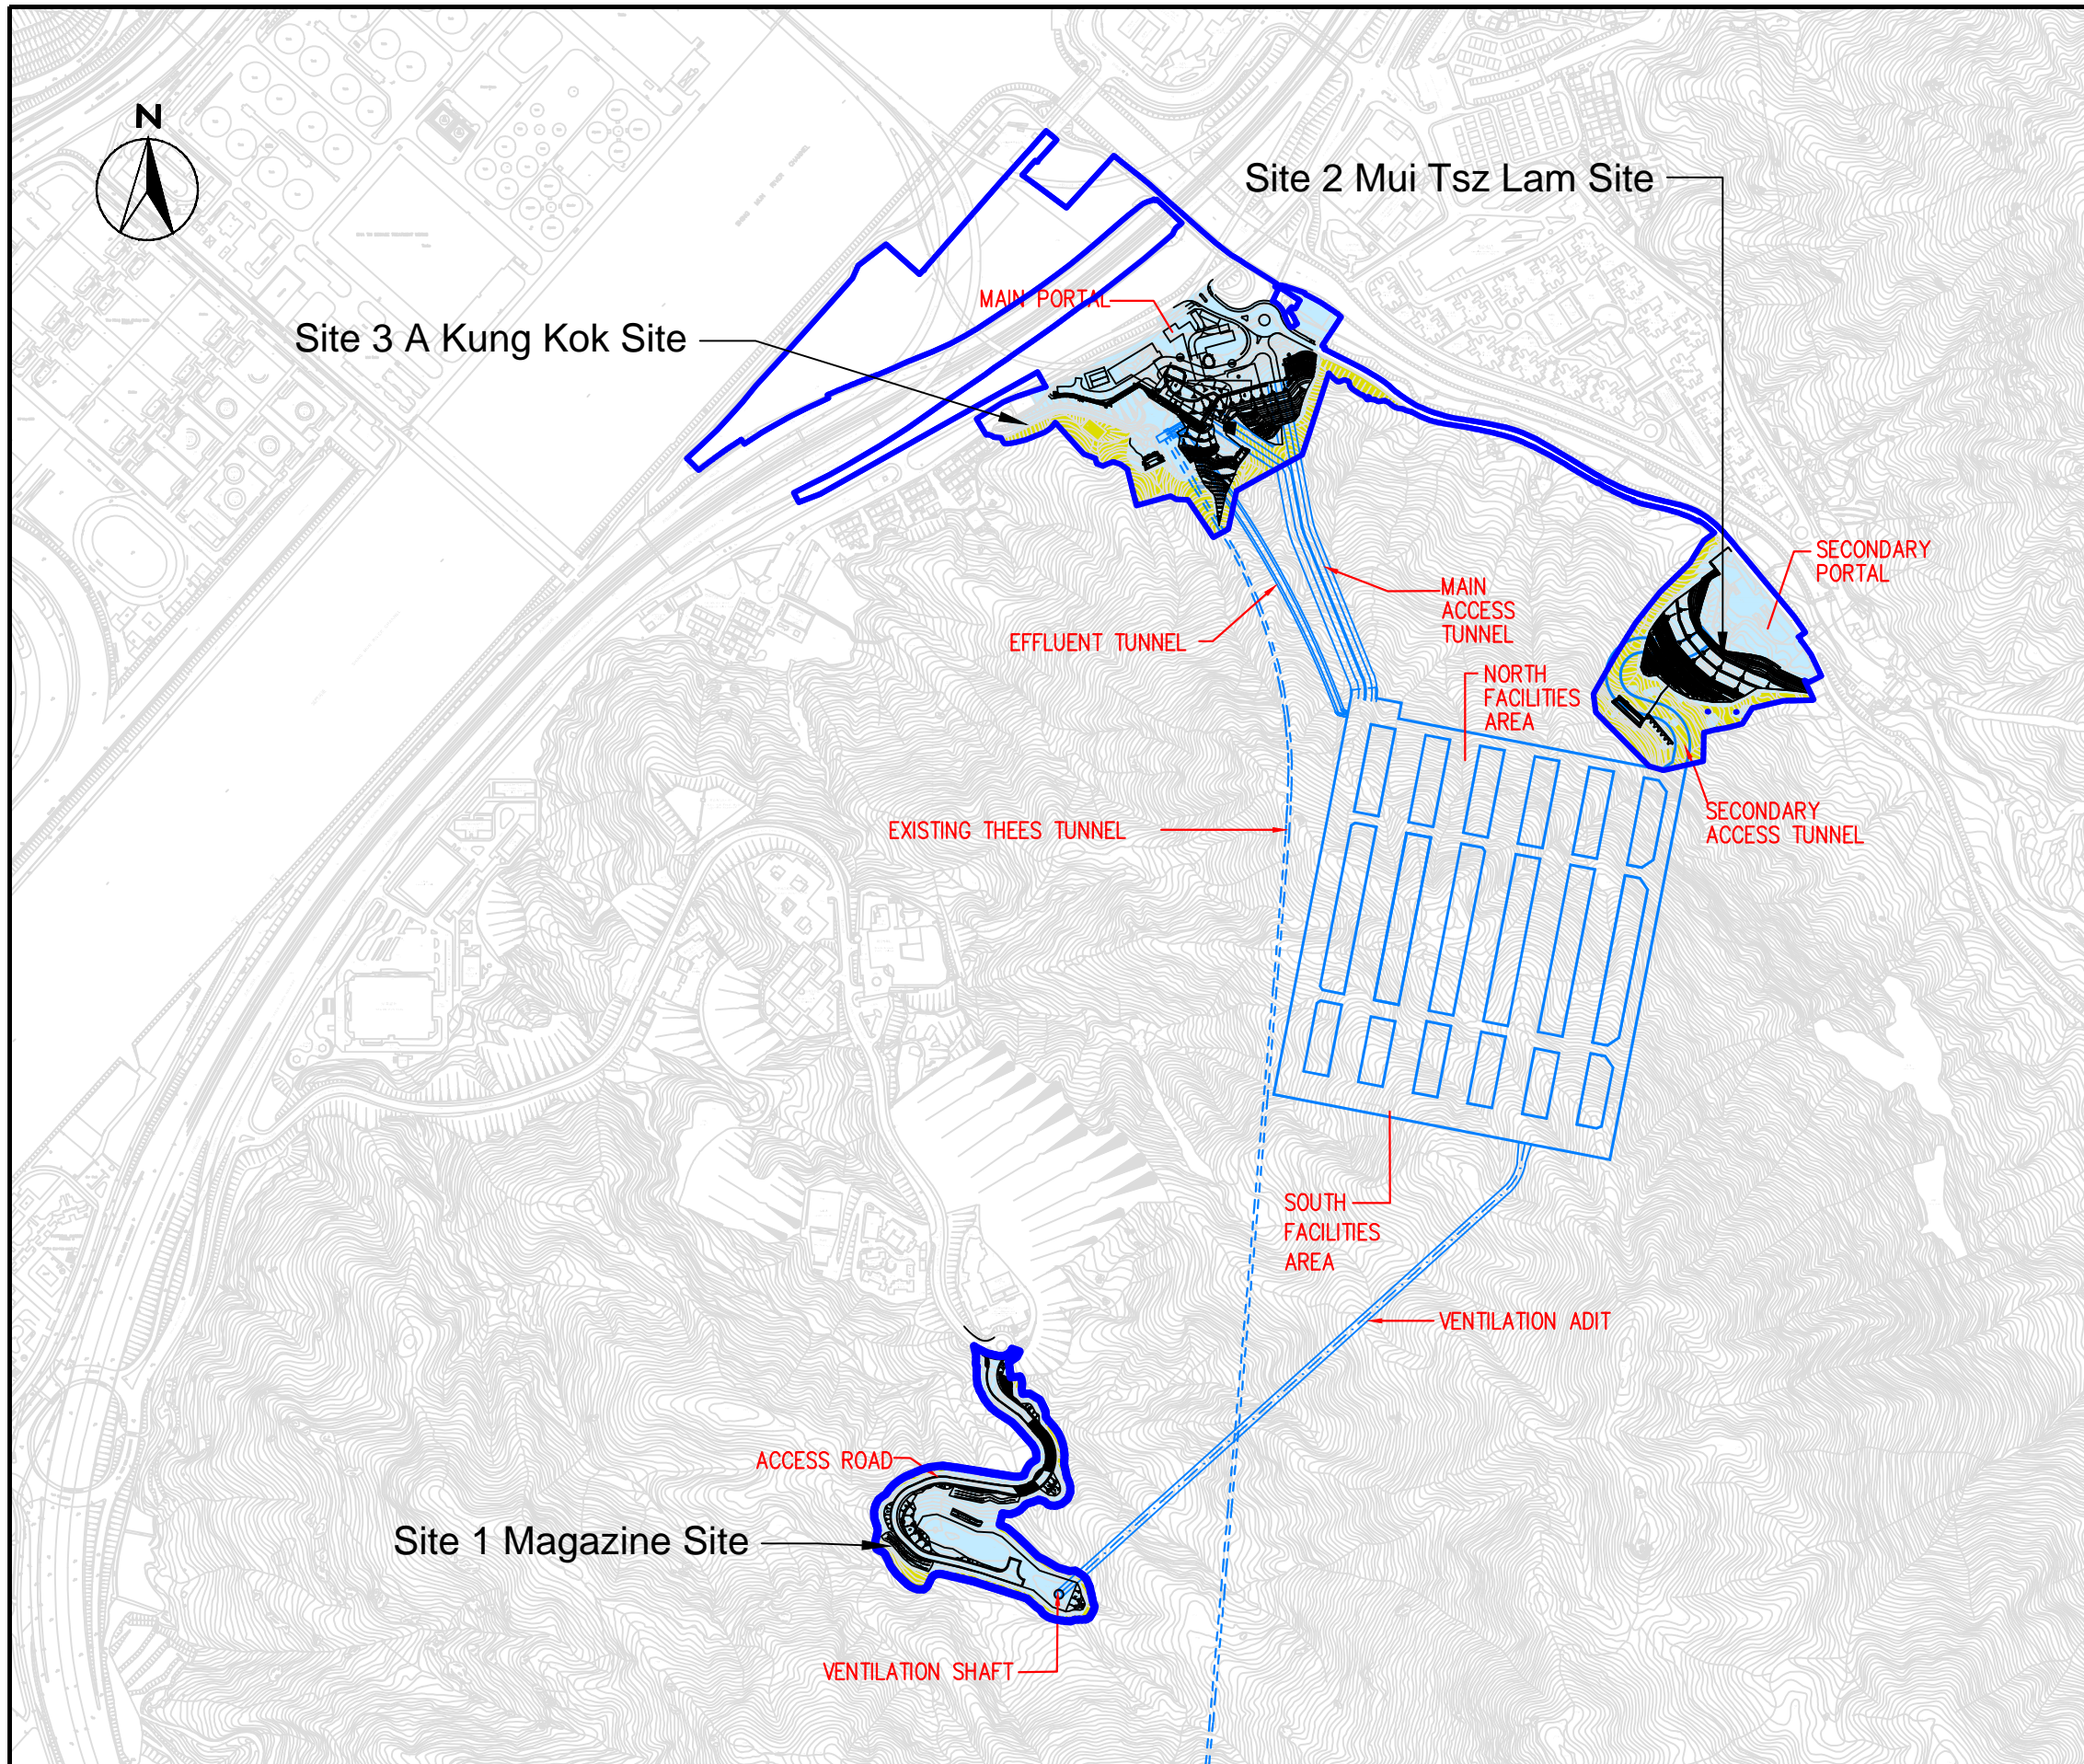 N
Site 2 Mui Tsz Lam Site
MAIN PORTAL
Site 3 A Kung Kok Site
SECONDARY
PORTAL
MAIN
ACCESS
TUNNEL
EFFLUENT TUNNEL
NORTH
FACILITIES
AREA
SECONDARY
ACCESS TUNNEL
EXISTING THEES TUNNEL
SOUTH
FACILITIES
AREA
VENTILATION ADIT
ACCESS ROAD
Site 1 Magazine Site
VENTILATION SHAFT